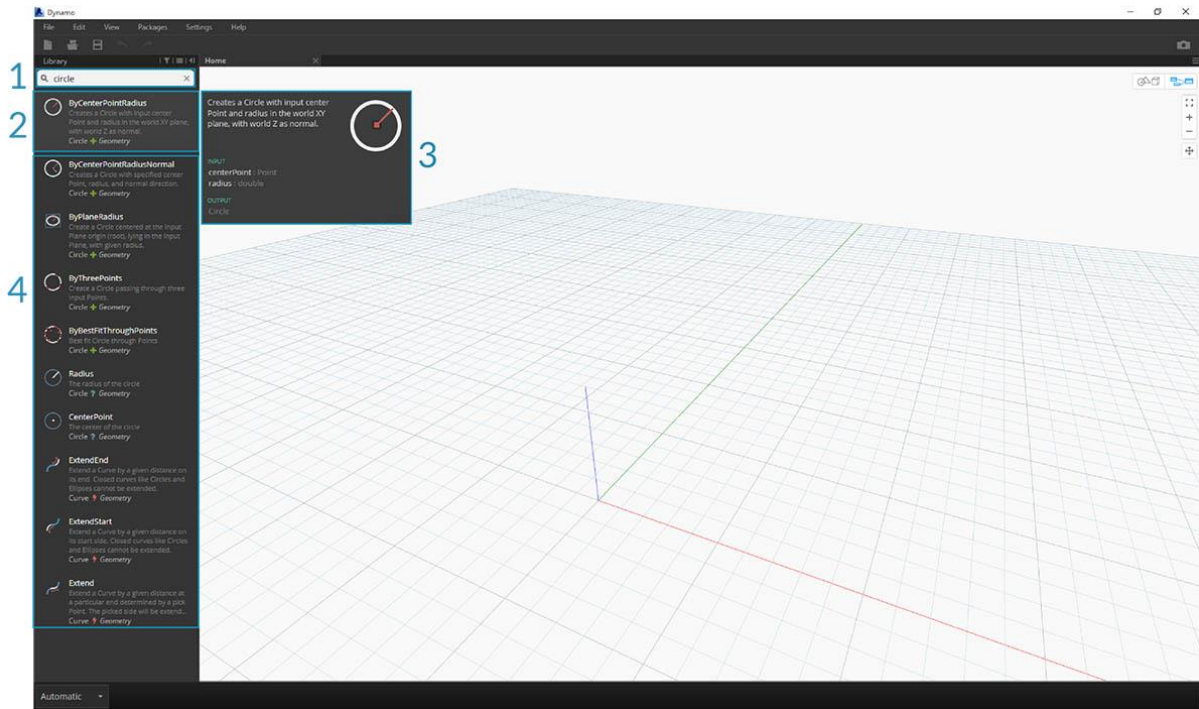 Dynamo
File Edit View Packages Settings Help
Library
Home
1
circle
2
ByCenterPointRadius
Creates a Circle with input center
Point and radius in the world XY
plane, with world Z as normal.
Circle Geometry
Creates a Circle with input center
Point and radius in the world XY
plane, with world Z as normal.
INPUT
centerPoint : Point
radius : double
OUTPUT
Circle
3
4
ByCenterPointRadiusNormal
Creates a Circle with specified center
Point, radius, and normal direction.
Circle Geometry
ByPlaneRadius
Create a Circle centered at the input
Plane origin (root), lying in the input
Plane, with given radius.
Circle Geometry
ByThreePoints
Create a Circle passing through three
input Points.
Circle Geometry
ByBestFitThroughPoints
Best fit Circle through Points
Circle Geometry
Radius
The radius of the circle
Circle ? Geometry
CenterPoint
The center of the circle
Circle ? Geometry
ExtendEnd
Extend a Curve by a given distance on
its end. Closed curves like Circles and
Ellipses cannot be extended.
Curve Geometry
ExtendStart
Extend a Curve by a given distance on
its start side. Closed curves like Circles
and Ellipses cannot be extended.
Curve Geometry
Extend
Extend a Curve by a given distance at
a particular end determined by a pick
Point. The picked side will be extend...
Curve Geometry
Automatic